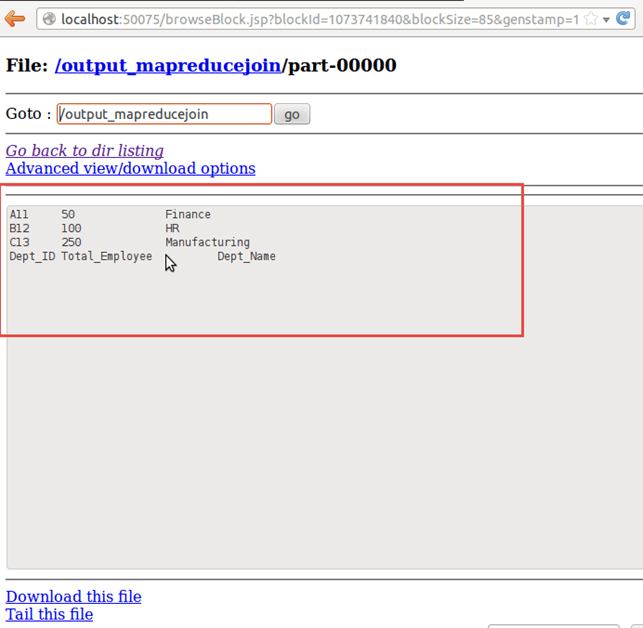 localhost:50075/browseBlock.jsp?blockId=1073741840&blockSize=85&genstamp=1
File: /output_mapreducejoin/part-00000
Goto : /output_mapreducejoin go
Go back to dir listing
Advanced view/download options
A11 50 Finance
B12 100 HR
C13 250 Manufacturing
Dept_ID Total_Employee Dept_Name
Download this file
Tail this file